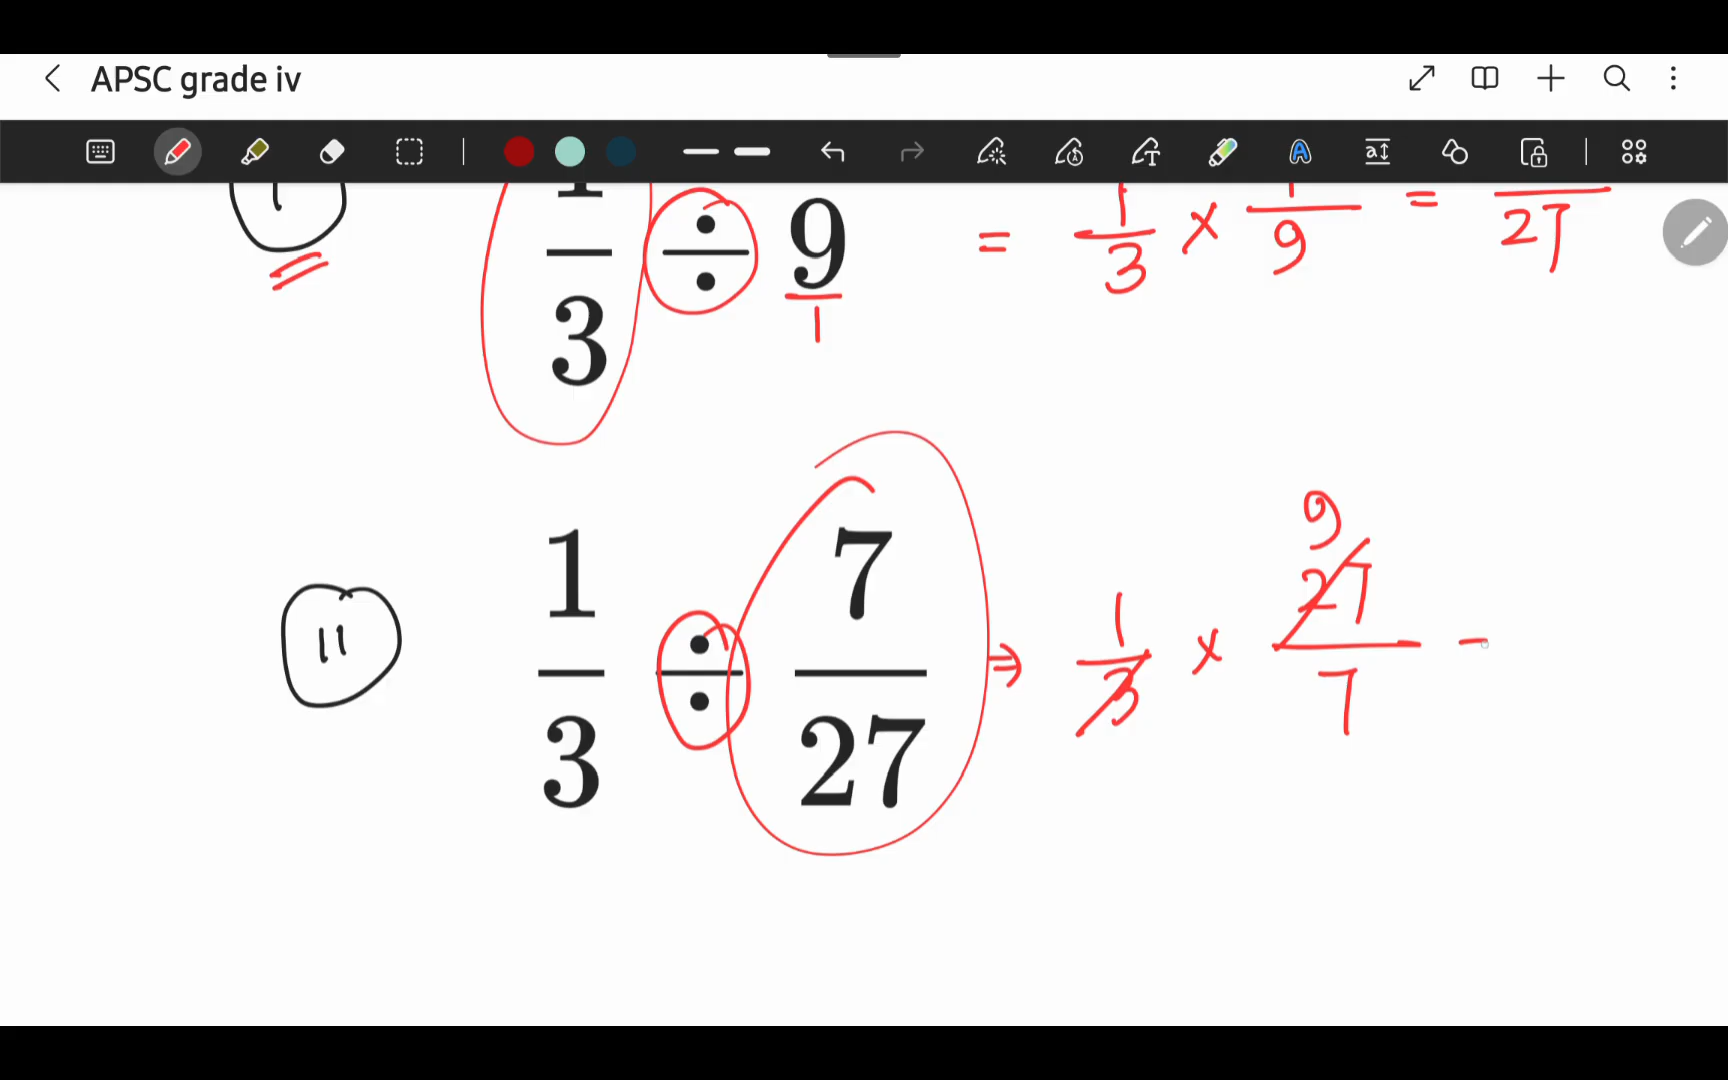 APSC grade iv
1/3 ÷ 9/1 = 1/3 × 1/9 = 27
11 1/3 ÷ 7/27 ⇒ 1/3 × 27/7 -
9